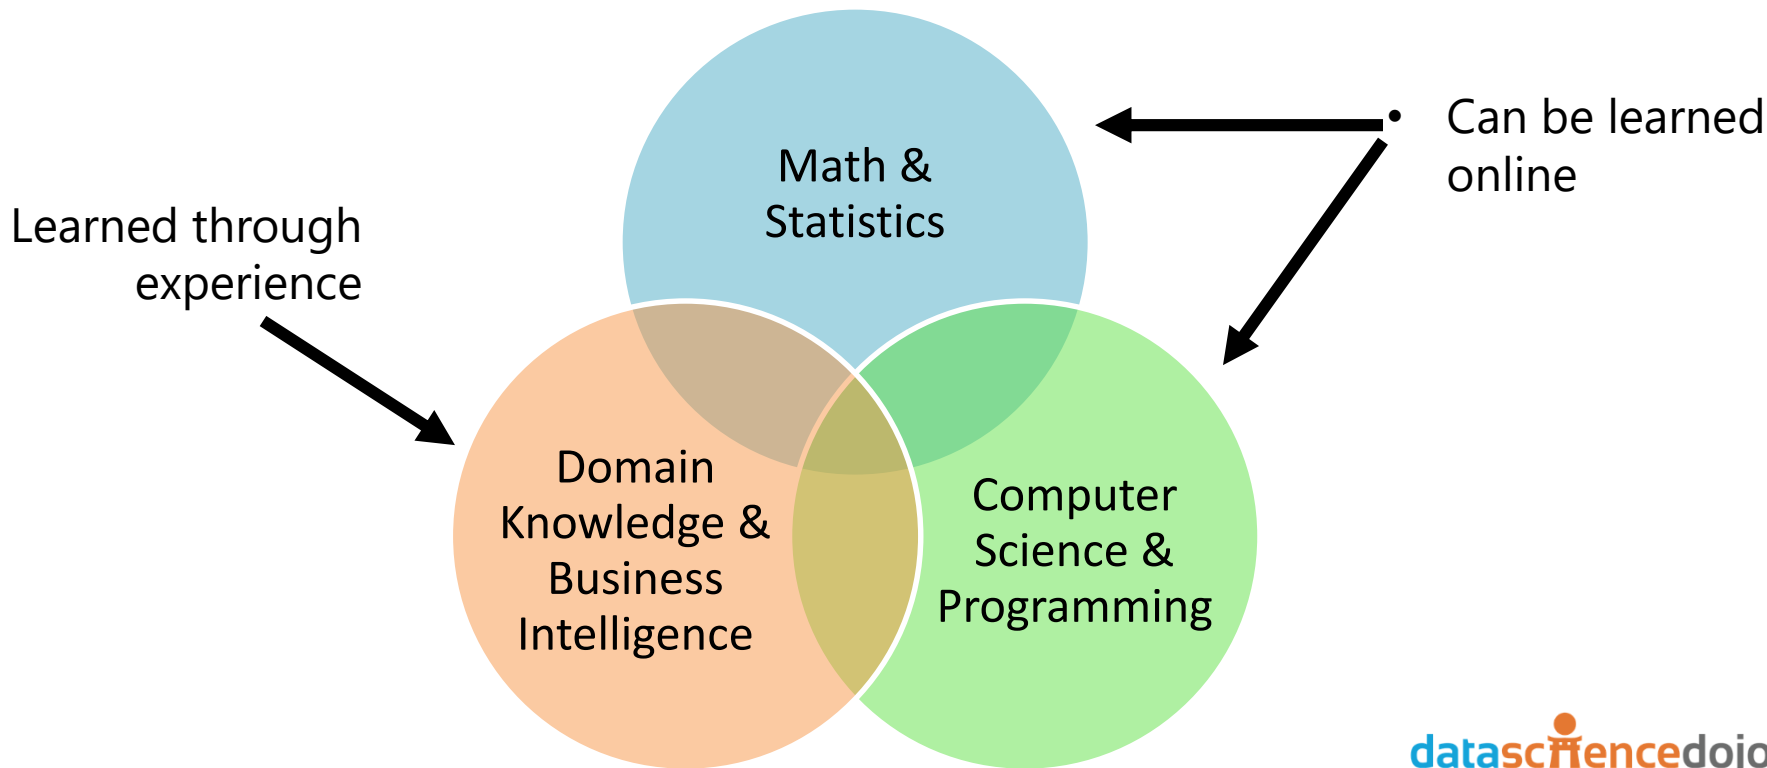 Math &
Statistics
• Can be learned
online
Learned through
experience
Domain
Knowledge &
Business
Intelligence
Computer
Science &
Programming
datasciencedojo